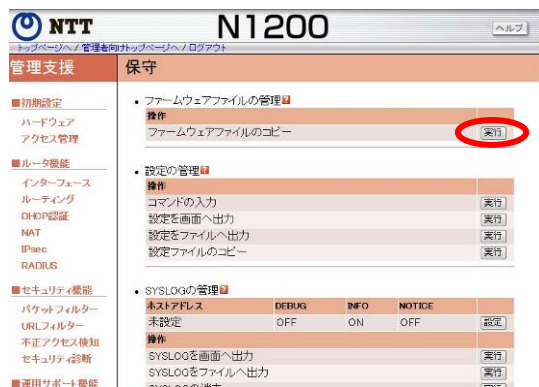 NTT N1200 ヘルプ
トップページへ / 管理者向けトップページへ / ログアウト
管理支援
■初期設定
ハードウェア
アクセス管理
■ルータ機能
インターフェース
ルーティング
DHCP認証
NAT
IPsec
RADIUS
■セキュリティ機能
パケットフィルター
URLフィルター
不正アクセス検知
セキュリティ診断
■運用サポート機能
保守
• ファームウェアファイルの管理?
操作
ファームウェアファイルのコピー 実行
• 設定の管理?
操作
コマンドの入力 実行
設定を画面へ出力 実行
設定をファイルへ出力 実行
設定ファイルのコピー 実行
• SYSLOGの管理?
ホストアドレス DEBUG INFO NOTICE
未設定 OFF ON OFF 設定
操作
SYSLOGを画面へ出力 実行
SYSLOGをファイルへ出力 実行